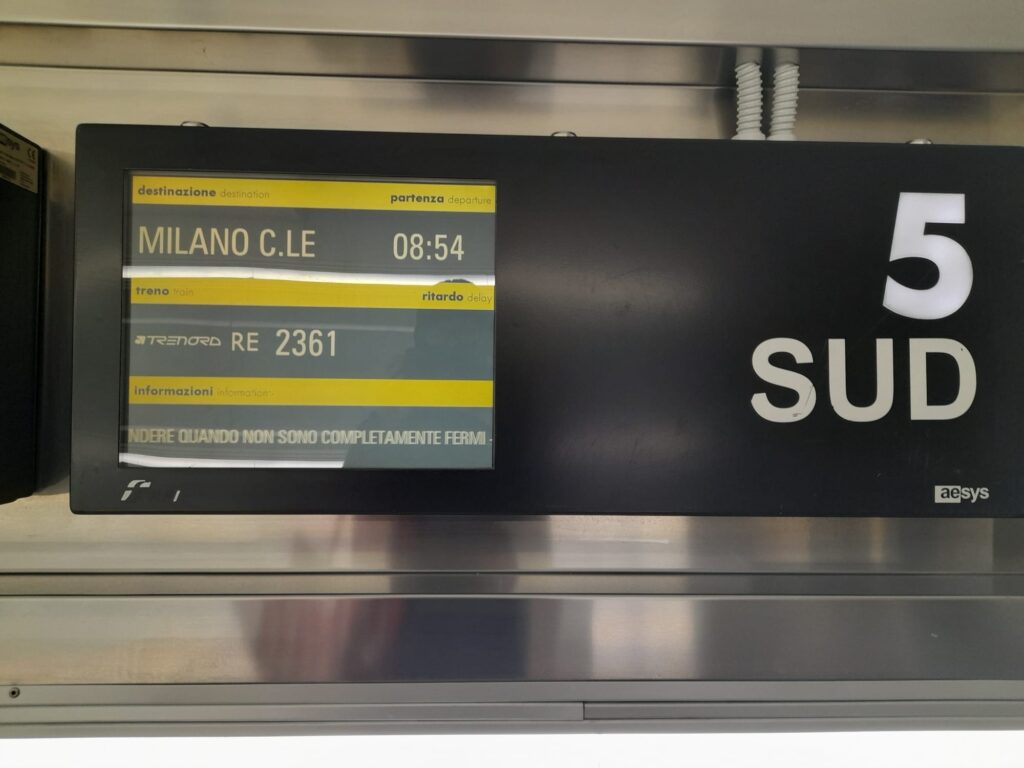 destinazione destination
partenza departure
MILANO C.LE 08:54
treno train
ritardo delay
TRENORD RE 2361
informazioni information
NDERE QUANDO NON SONO COMPLETAMENTE FERMI -
5
SUD
aesys